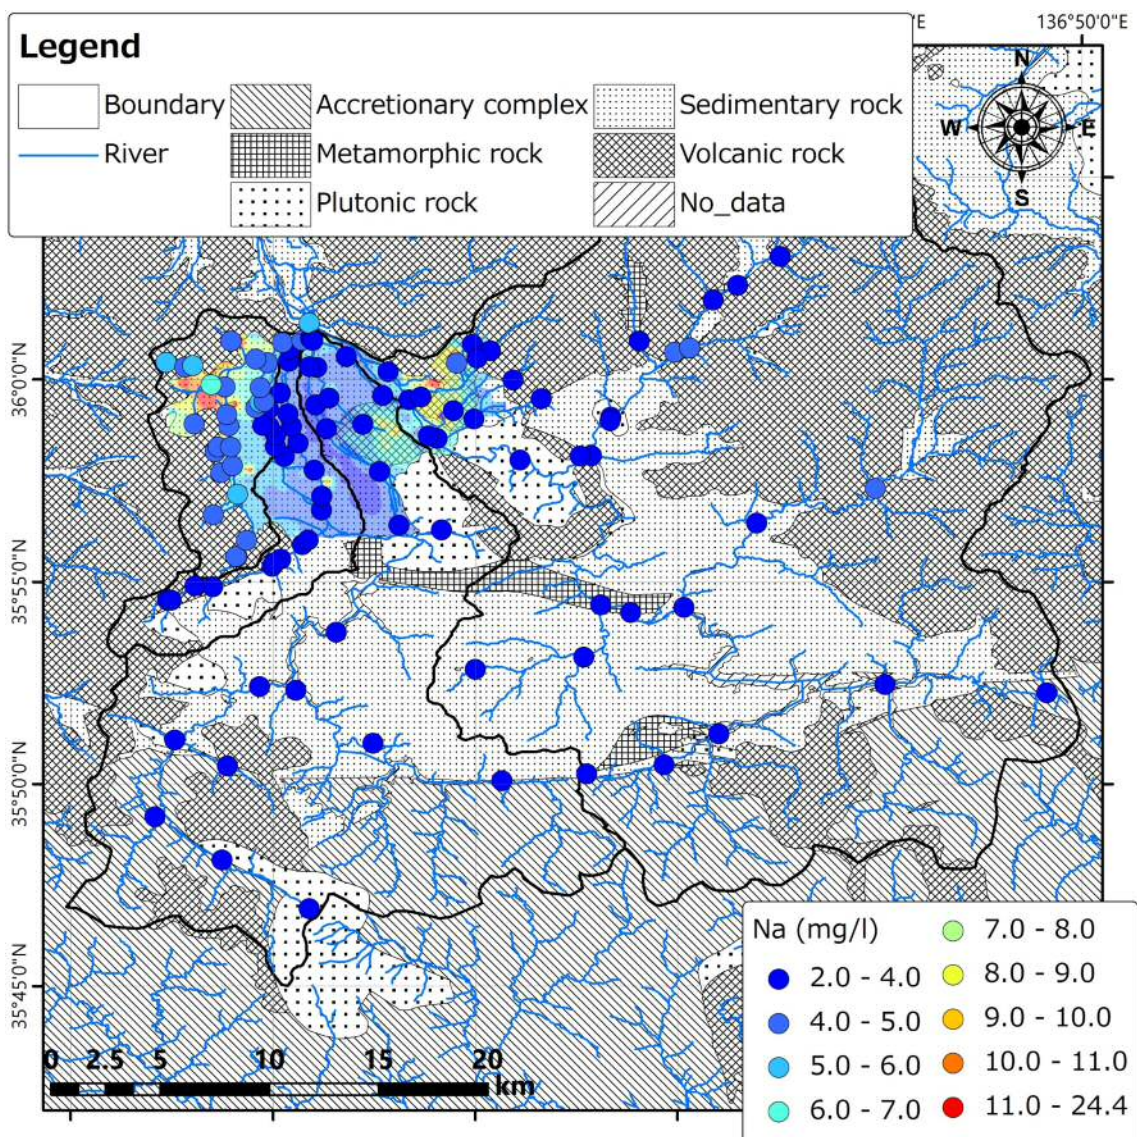 'E 136°50'0"E
Legend
Boundary
Accretionary complex
Sedimentary rock
River
Metamorphic rock
Volcanic rock
Plutonic rock
No_data
N
W E
S
36°0'0"N
35°55'0"N
35°50'0"N
35°45'0"N
0 2.5 5 10 15 20
km
Na (mg/l)
2.0 - 4.0
4.0 - 5.0
5.0 - 6.0
6.0 - 7.0
7.0 - 8.0
8.0 - 9.0
9.0 - 10.0
10.0 - 11.0
11.0 - 24.4